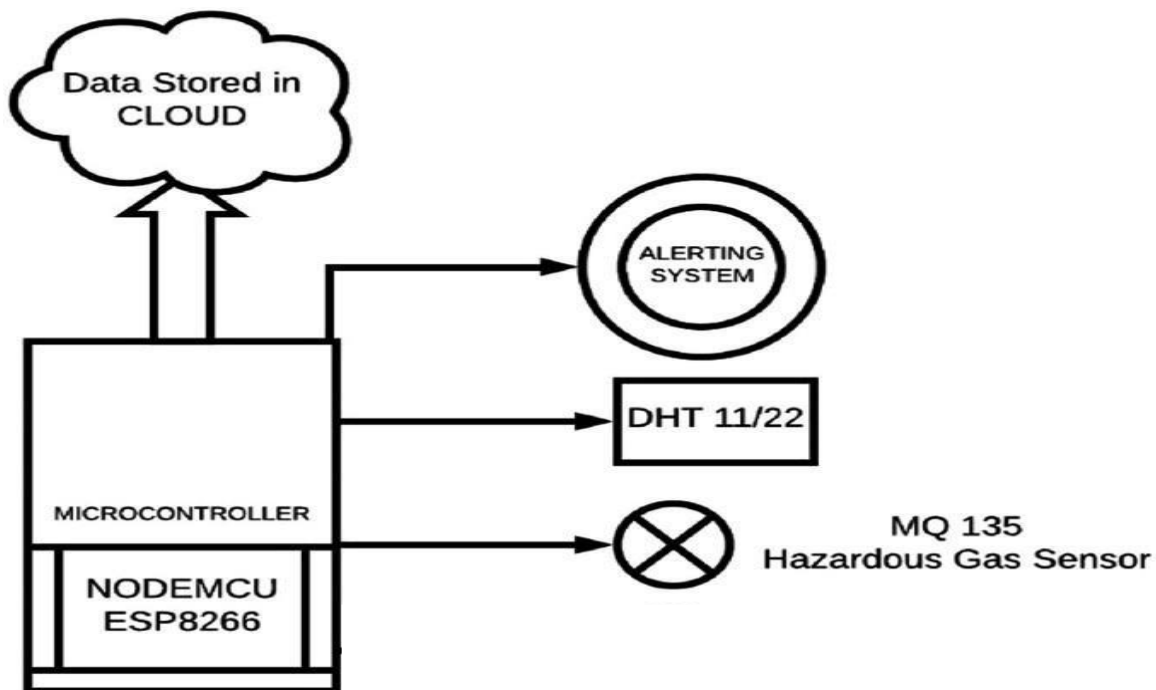 Data Stored in
CLOUD
ALERTING
SYSTEM
DHT 11/22
MICROCONTROLLER
NODEMCU
ESP8266
MQ 135
Hazardous Gas Sensor